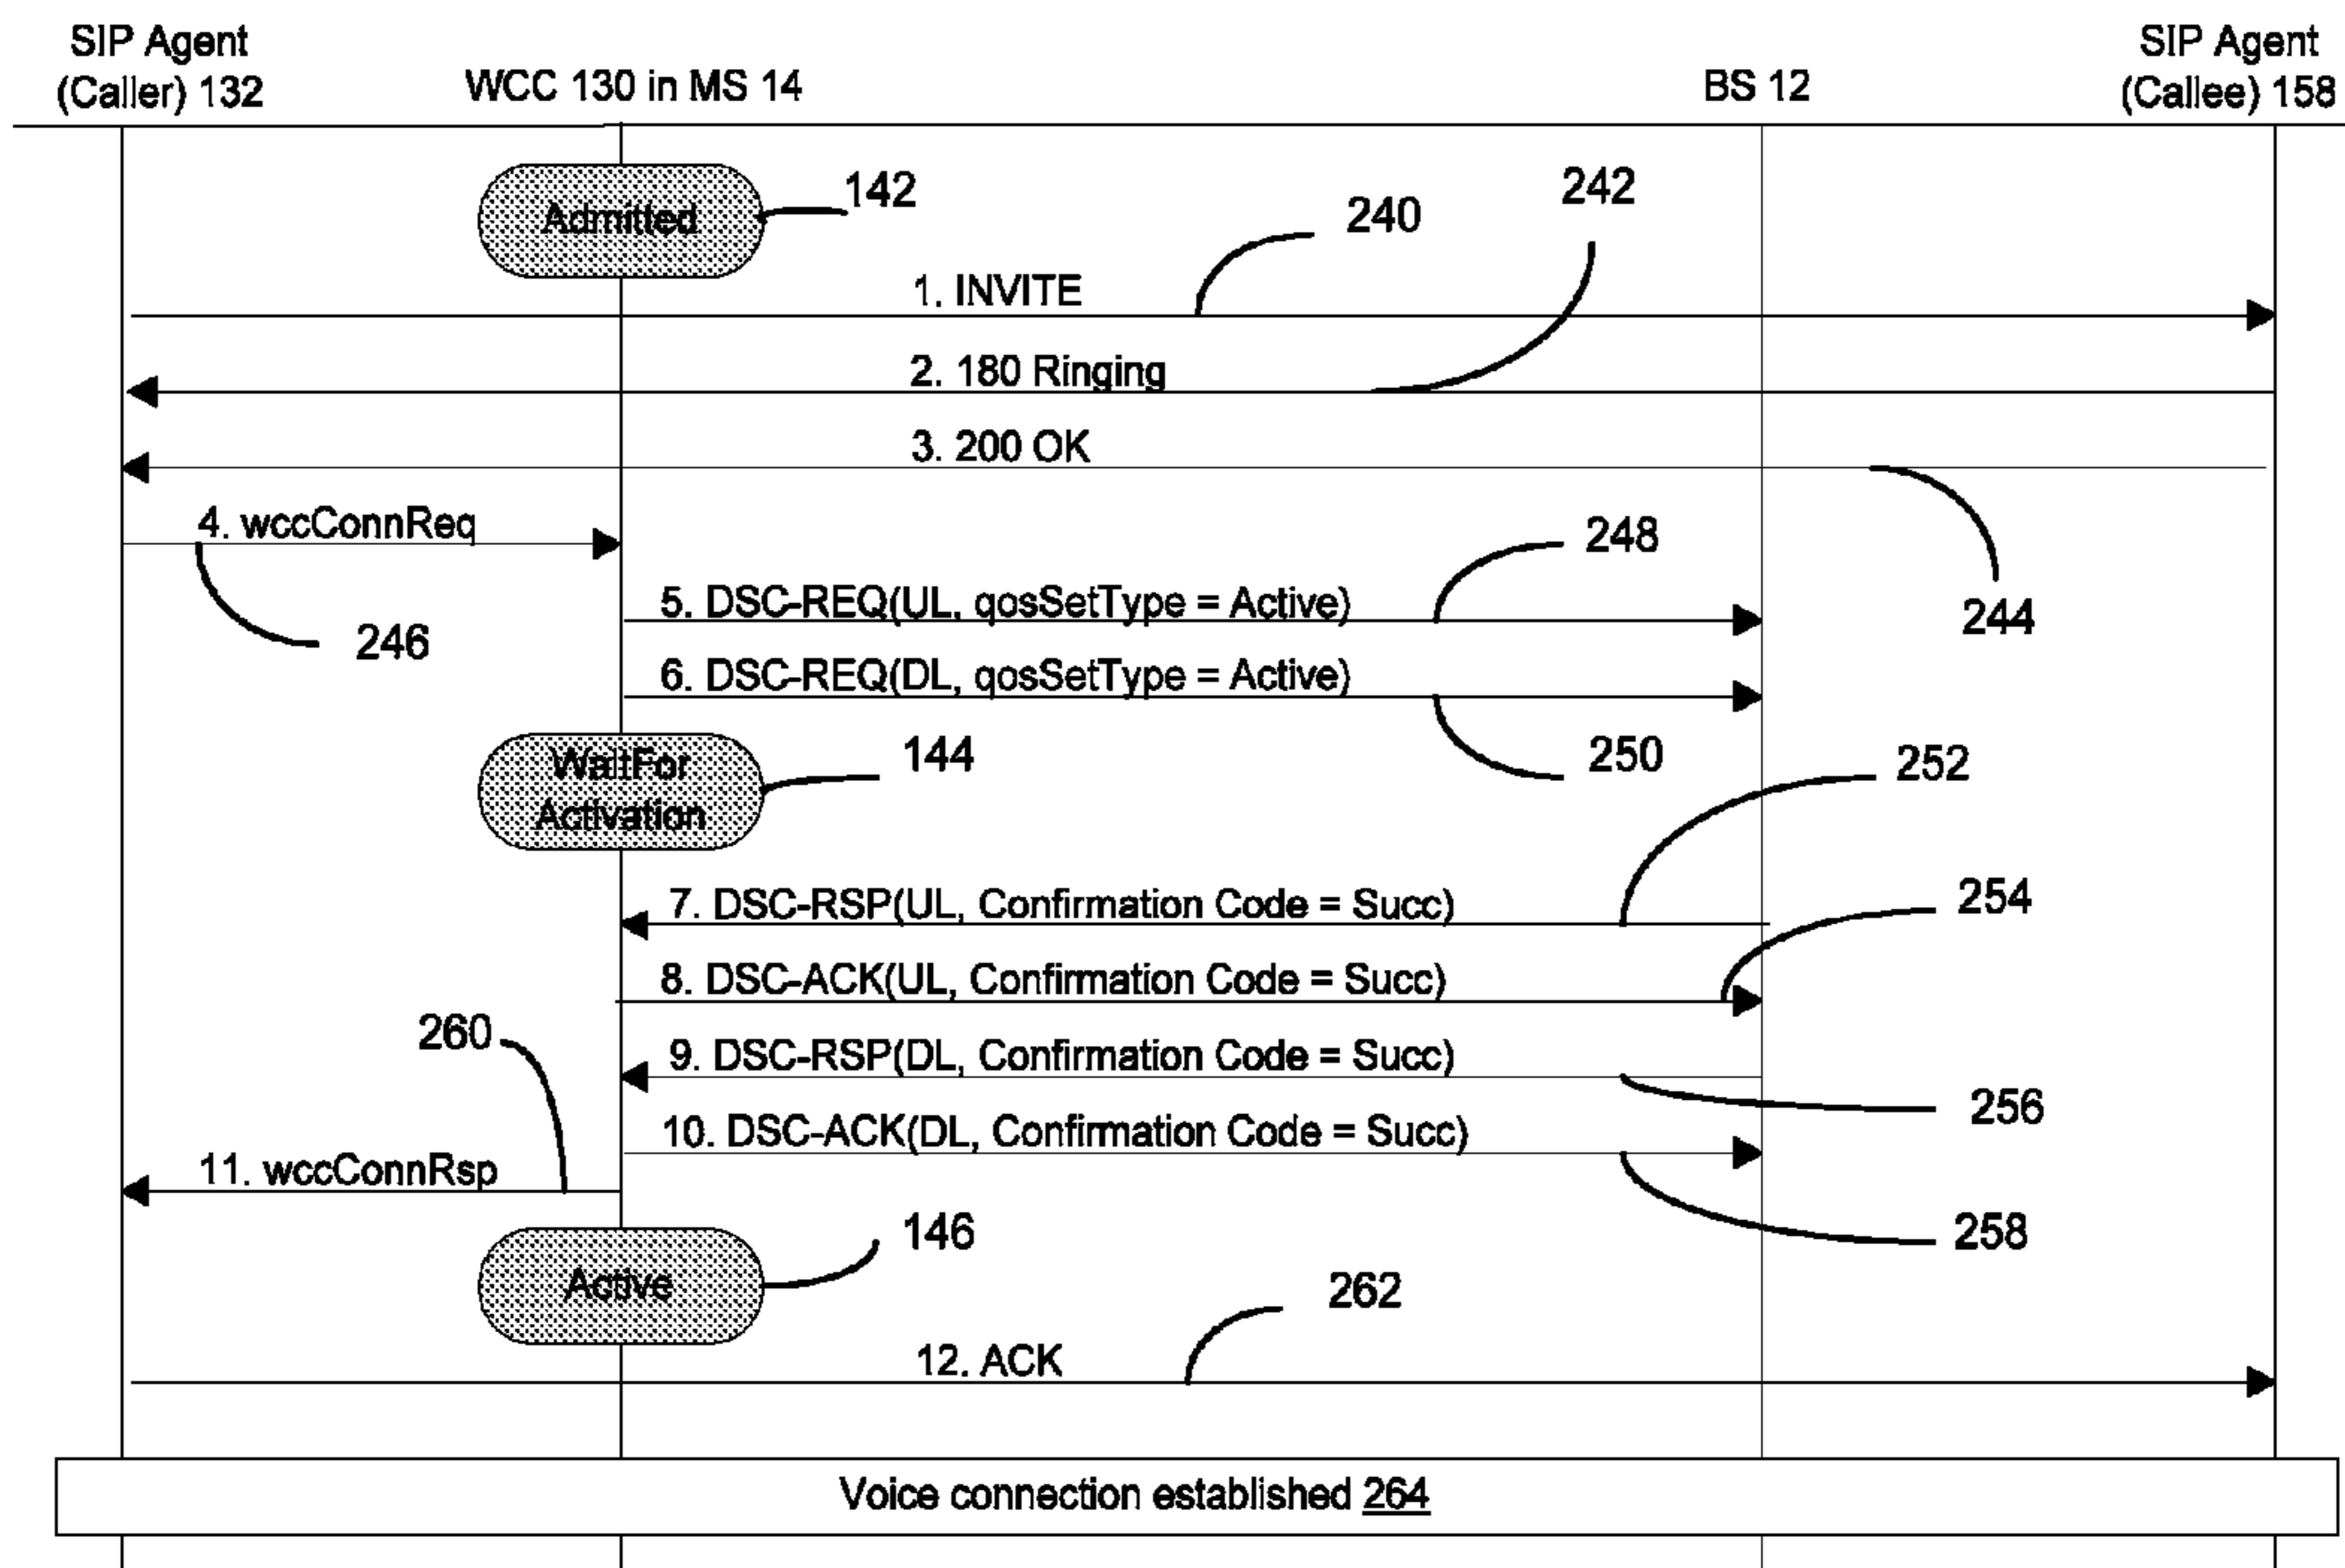 SIP Agent
(Caller) 132
WCC 130 in MS 14
BS 12
SIP Agent
(Callee) 158
Admitted
142
240
242
1. INVITE
2. 180 Ringing
3. 200 OK
244
4. wccConnReq
246
248
5. DSC-REQ(UL, qosSetType = Active)
6. DSC-REQ(DL, qosSetType = Active)
250
WaitFor
Activation
144
252
7. DSC-RSP(UL, Confirmation Code = Succ)
254
8. DSC-ACK(UL, Confirmation Code = Succ)
260
9. DSC-RSP(DL, Confirmation Code = Succ)
256
10. DSC-ACK(DL, Confirmation Code = Succ)
11. wccConnRsp
258
Active
146
262
12. ACK
Voice connection established 264